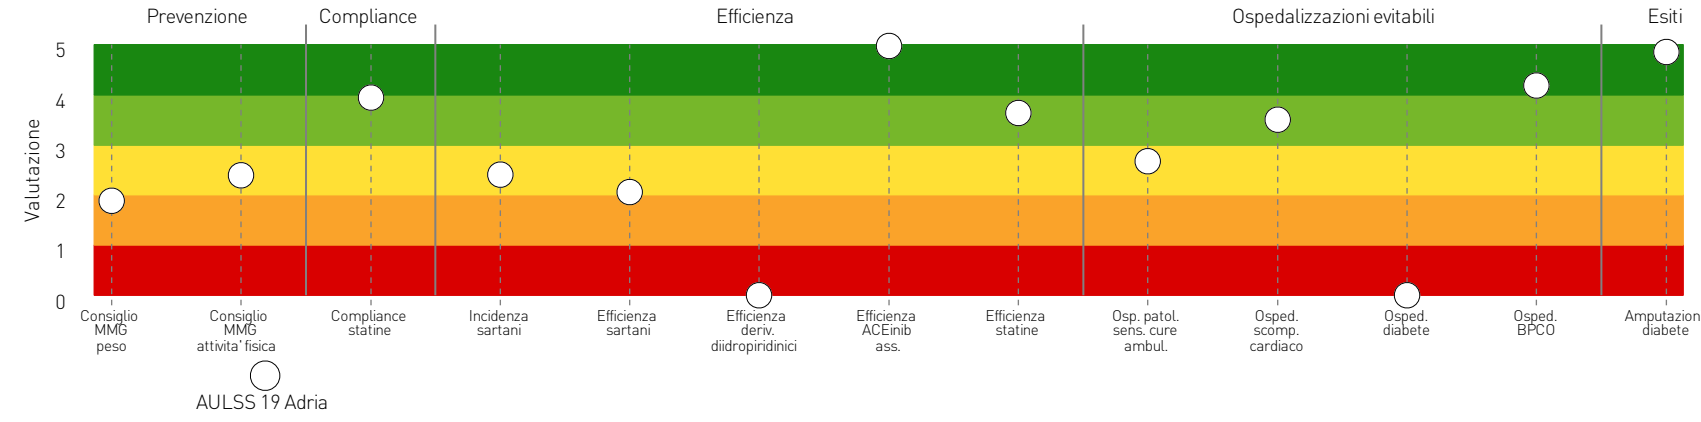 Prevenzione Compliance Efficienza Ospedalizzazioni evitabili Esiti
Valutazione
5
4
3
2
1
0
Consiglio
MMG
peso
Consiglio
MMG
attivita' fisica
Compliance
statine
Incidenza
sartani
Efficienza
sartani
Efficienza
deriv.
diidropiridinici
Efficienza
ACEinib
ass.
Efficienza
statine
Osp. patol.
sens. cure
ambul.
Osped.
scomp.
cardiaco
Osped.
diabete
Osped.
BPCO
Amputazion
diabete
AULSS 19 Adria